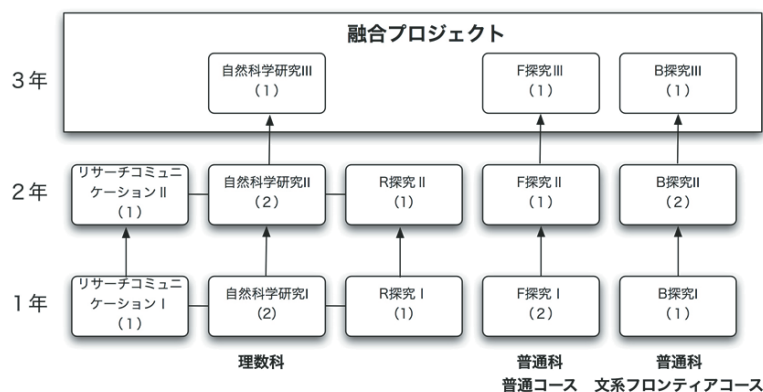 融合プロジェクト
3年
自然科学研究III
(1)
F探究III
(1)
B探究III
(1)
2年
リサーチコミュニ
ケーションⅡ
(1)
自然科学研究II
(2)
R探究Ⅱ
(1)
F探究Ⅱ
(1)
B探究II
(2)
1年
リサーチコミュニ
ケーションⅠ
(1)
自然科学研究I
(2)
R探究Ⅰ
(1)
F探究Ⅰ
(2)
B探究I
(1)
理数科
普通科
普通コース
普通科
文系フロンティアコース